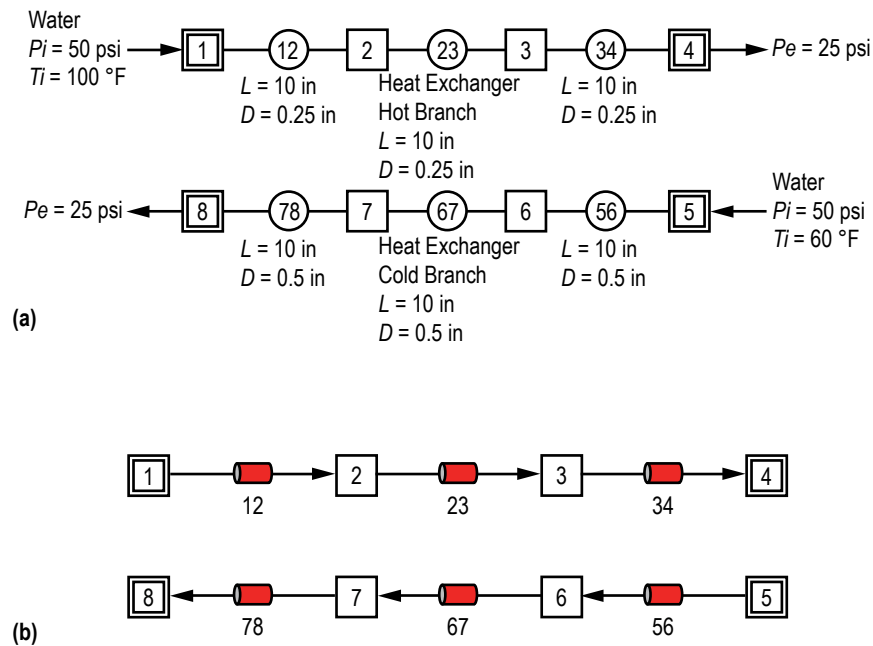 Water
Pi = 50 psi
Ti = 100 °F
1 12 2 23 3 34 4
Pe = 25 psi
L = 10 in
D = 0.25 in
Heat Exchanger
Hot Branch
L = 10 in
D = 0.25 in
L = 10 in
D = 0.25 in
Pe = 25 psi
8 78 7 67 6 56 5
Water
Pi = 50 psi
Ti = 60 °F
L = 10 in
D = 0.5 in
Heat Exchanger
Cold Branch
L = 10 in
D = 0.5 in
L = 10 in
D = 0.5 in
(a)
1 2 3 4
12 23 34
8 7 6 5
78 67 56
(b)